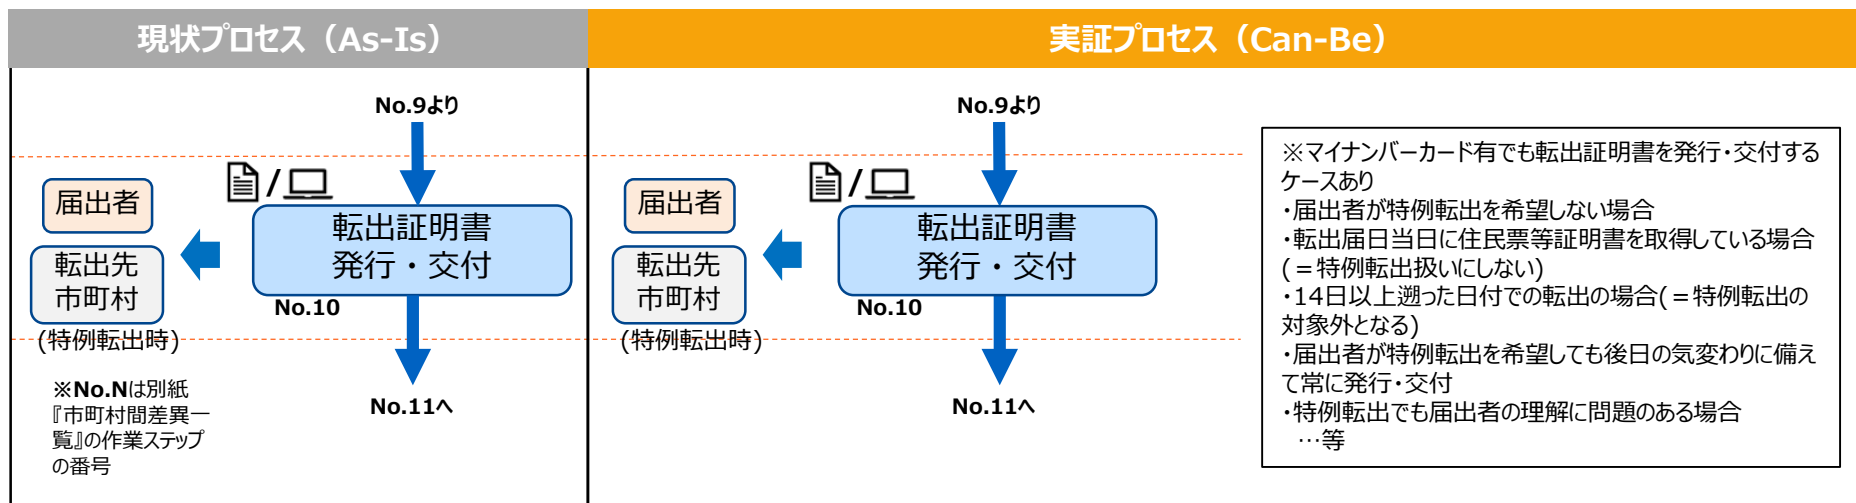 現状プロセス（As-Is）
実証プロセス（Can-Be）
No.9より
/
届出者
転出証明書
発行・交付
転出先
市町村
No.10
(特例転出時)
※No.Nは別紙
『市町村間差異一
覧』の作業ステップ
の番号
No.11へ
No.9より
/
届出者
転出証明書
発行・交付
転出先
市町村
No.10
(特例転出時)
No.11へ
※マイナンバーカード有でも転出証明書を発行・交付する
ケースあり
・届出者が特例転出を希望しない場合
・転出届日当日に住民票等証明書を取得している場合
(＝特例転出扱いにしない)
・14日以上遡った日付での転出の場合(＝特例転出の
対象外となる)
・届出者が特例転出を希望しても後日の気変わりに備え
て常に発行・交付
・特例転出でも届出者の理解に問題のある場合
…等